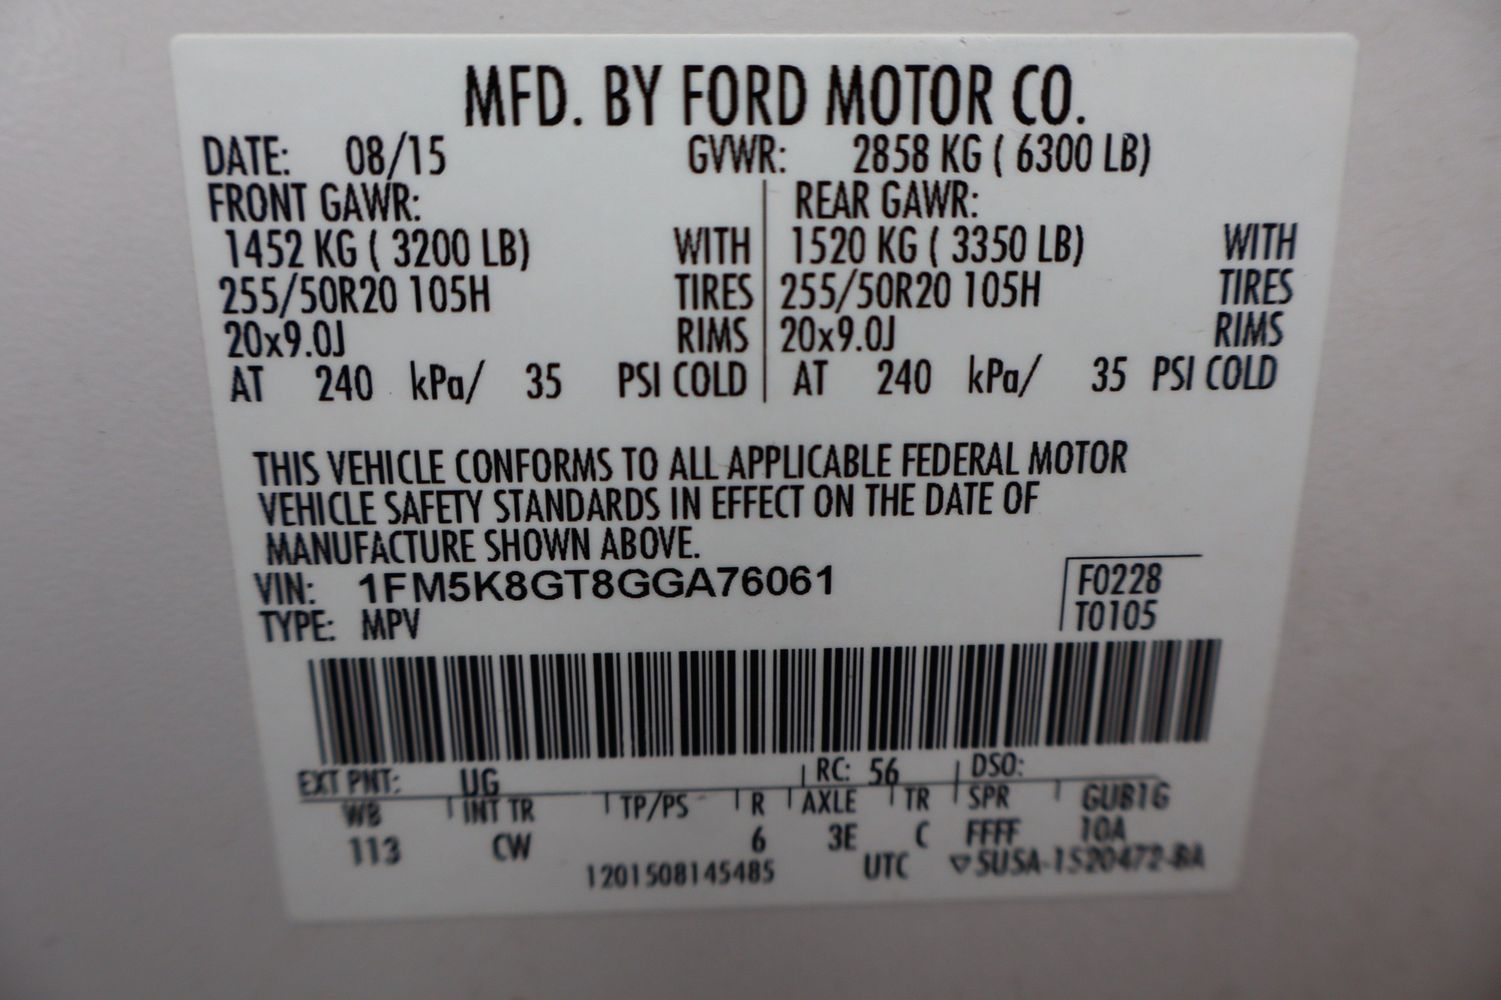 MFD. BY FORD MOTOR CO.
DATE: 08/15 GVWR: 2858 KG ( 6300 LB)
FRONT GAWR: REAR GAWR:
1452 KG ( 3200 LB) WITH 1520 KG ( 3350 LB) WITH
255/50R20 105H TIRES 255/50R20 105H TIRES
20x9.0J RIMS 20x9.0J RIMS
AT 240 kPa/ 35 PSI COLD AT 240 kPa/ 35 PSI COLD
THIS VEHICLE CONFORMS TO ALL APPLICABLE FEDERAL MOTOR
VEHICLE SAFETY STANDARDS IN EFFECT ON THE DATE OF
MANUFACTURE SHOWN ABOVE.
VIN: 1FM5K8GT8GGA76061 F0228
TYPE: MPV T0105
EXT PNT: UG RC: 56 DSO:
WB INT TR TP/PS R AXLE TR SPR GUB1G
113 CW 6 3E C FFFF 10A
1201508145485 UTC ▽SUSA-1520472-BA